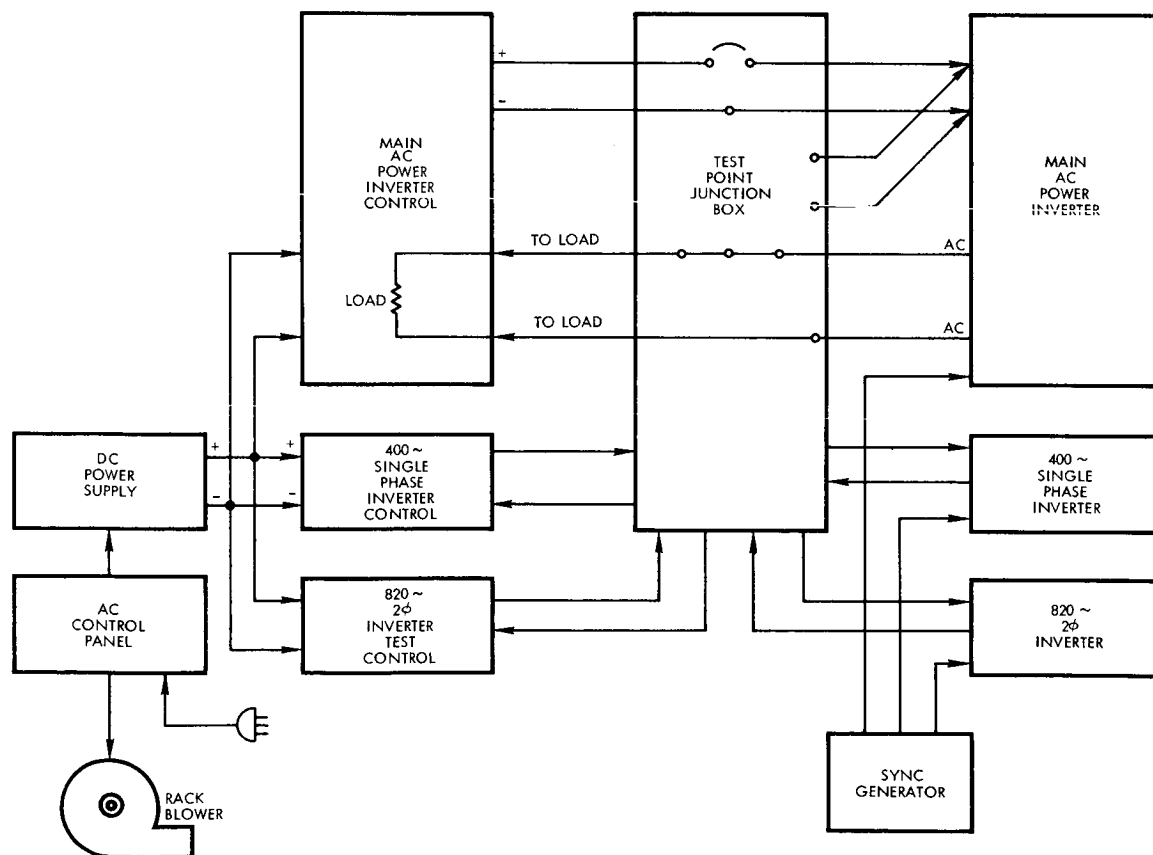 MAIN
AC
POWER
INVERTER
CONTROL
+
-
TEST
POINT
JUNCTION
BOX
MAIN
AC
POWER
INVERTER
TO LOAD
AC
LOAD
TO LOAD
AC
DC
POWER
SUPPLY
+
-
+
-
400 ~
SINGLE
PHASE
INVERTER
CONTROL
400 ~
SINGLE
PHASE
INVERTER
AC
CONTROL
PANEL
820 ~
2ϕ
INVERTER
TEST
CONTROL
820 ~
2ϕ
INVERTER
RACK
BLOWER
SYNC
GENERATOR